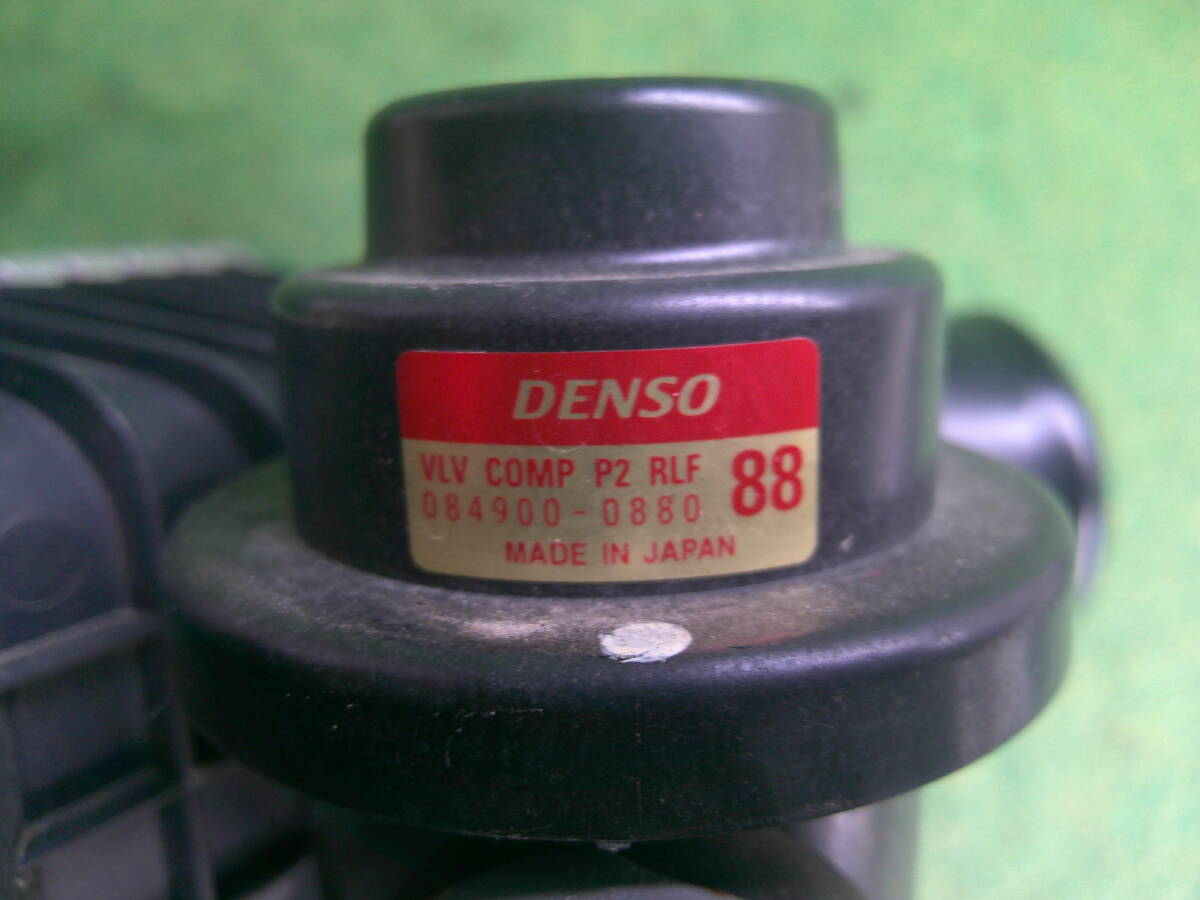 DENSO
VLV COMP P2 RLF 88
084900-0880
MADE IN JAPAN